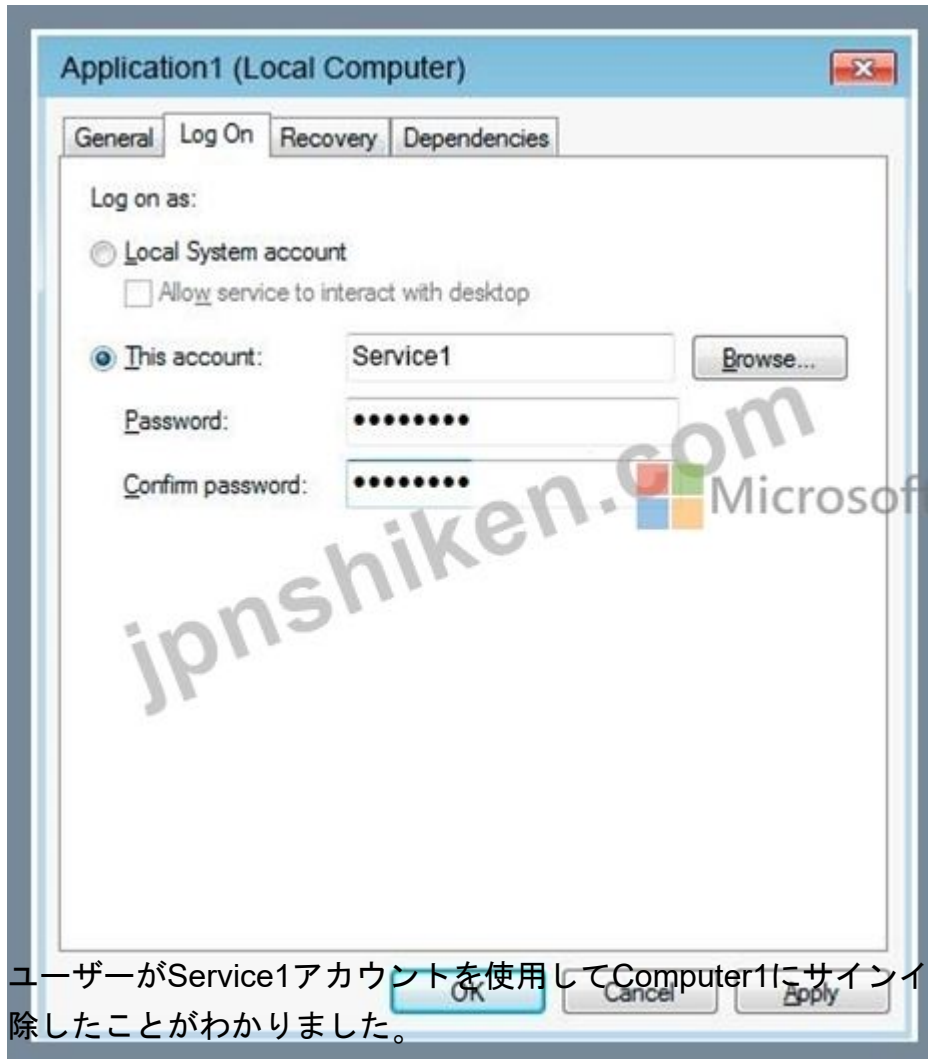 Application1 (Local Computer)
General Log On Recovery Dependencies
Log on as:
Local System account
Allow service to interact with desktop
This account: Service1 Browse...
Password: ••••••••
Confirm password: ••••••••
jpnshiken.com
Microsoft
OK Cancel Apply
ユーザーがService1アカウントを使用してComputer1にサインイ
除したことがわかりました。